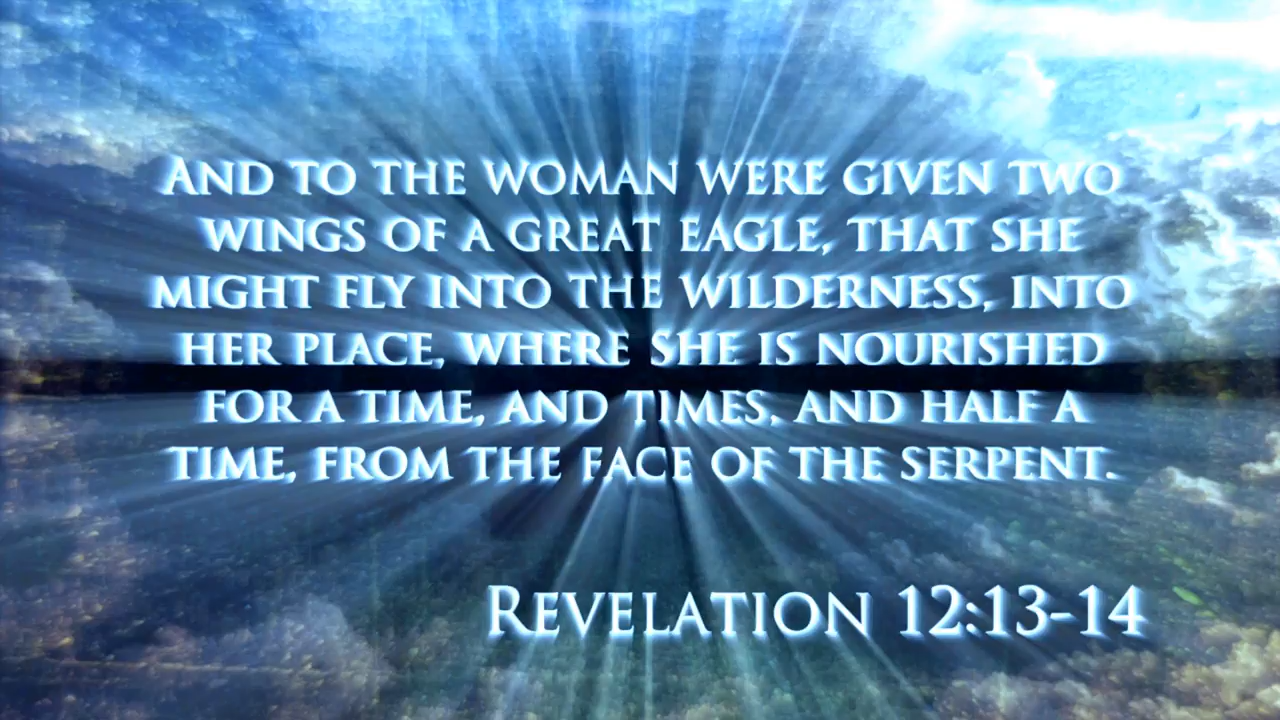 And to the woman were given two
wings of a great eagle, that she
might fly into the wilderness, into
her place, where she is nourished
for a time, and times, and half a
time, from the face of the serpent.
Revelation 12:13-14